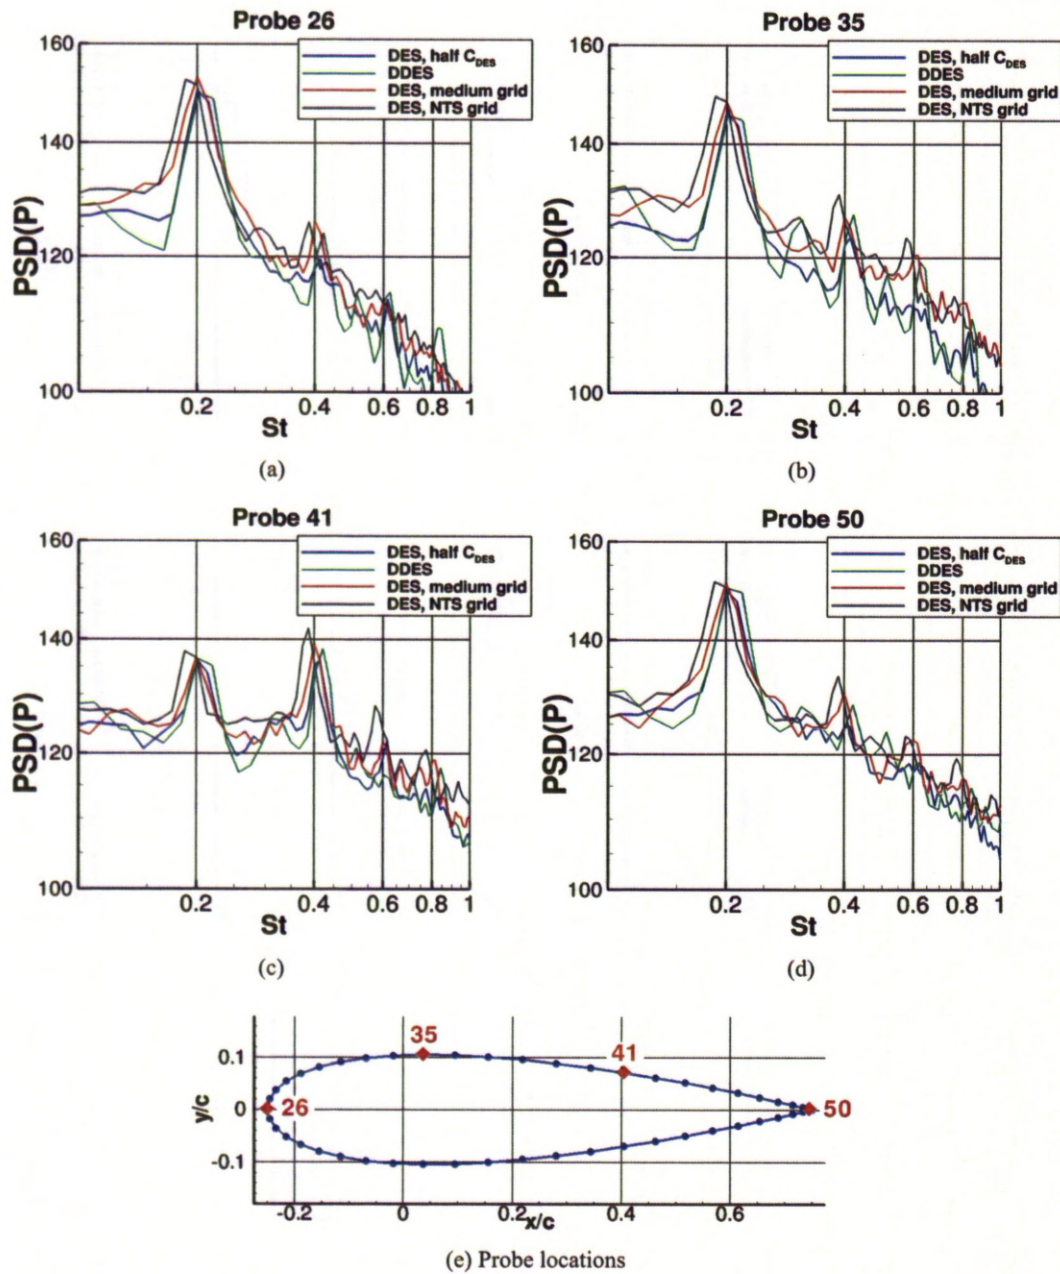 Probe 26
160
140
120
100
PSD(P)
DES, half CDES
DDES
DES, medium grid
DES, NTS grid
0.2
0.4
0.6
0.8
1
St
(a)
Probe 35
160
140
120
100
PSD(P)
DES, half CDES
DDES
DES, medium grid
DES, NTS grid
0.2
0.4
0.6
0.8
1
St
(b)
Probe 41
160
140
120
100
PSD(P)
DES, half CDES
DDES
DES, medium grid
DES, NTS grid
0.2
0.4
0.6
0.8
1
St
(c)
Probe 50
160
140
120
100
PSD(P)
DES, half CDES
DDES
DES, medium grid
DES, NTS grid
0.2
0.4
0.6
0.8
1
St
(d)
35
41
26
50
0.1
0
-0.1
y/c
-0.2
0
0.2
0.4
0.6
x/c
(e) Probe locations